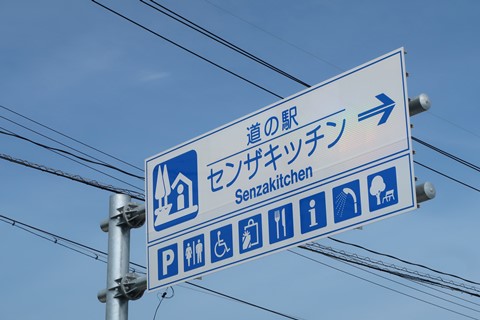 道の駅
センザキッチン
Senzakitchen
P i